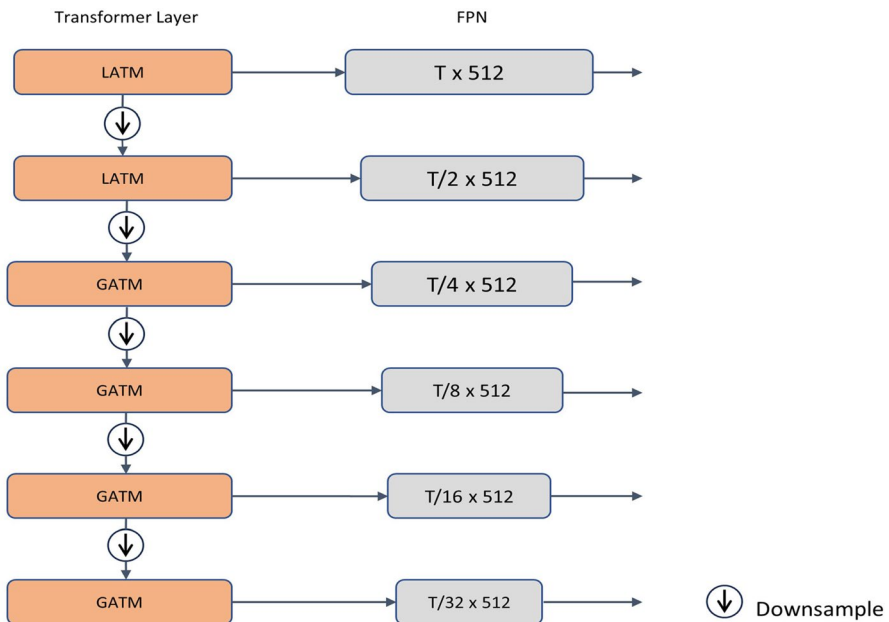 Transformer Layer
FPN
LATM
T x 512
LATM
T/2 x 512
GATM
T/4 x 512
GATM
T/8 x 512
GATM
T/16 x 512
GATM
T/32 x 512
Downsample